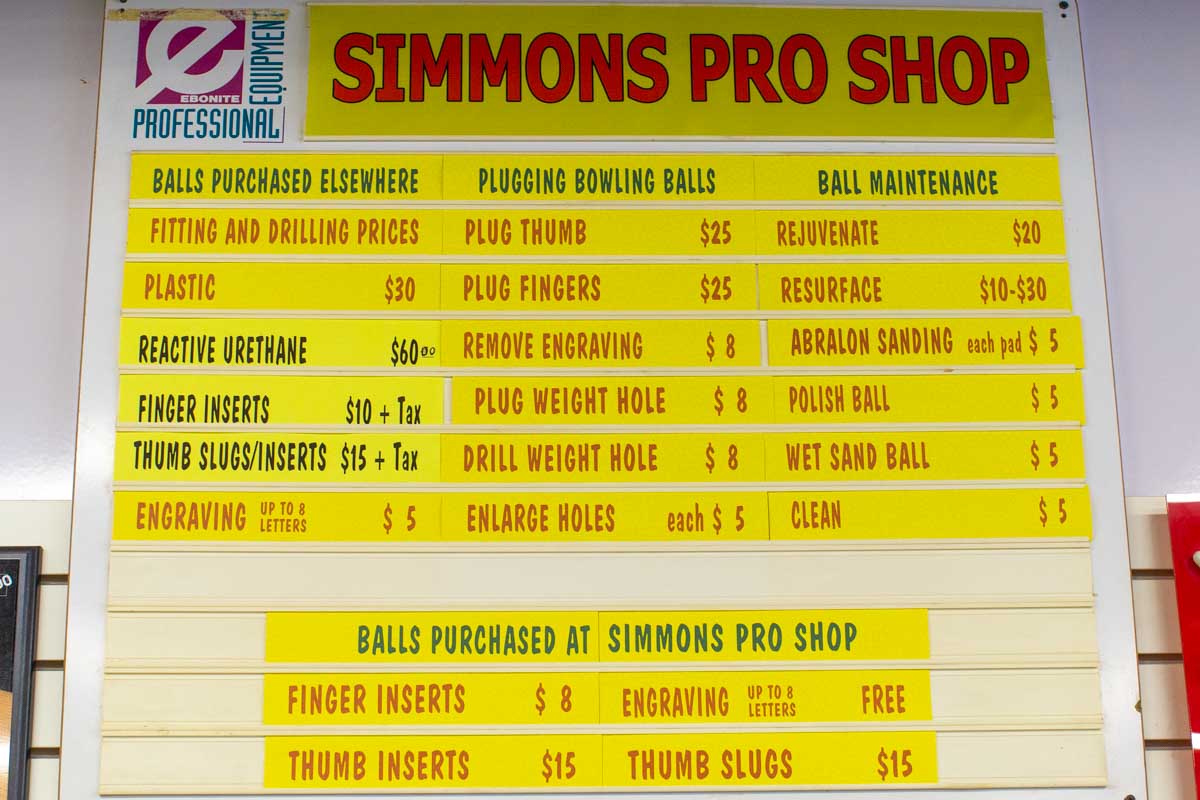 EBONITE
PROFESSIONAL
EQUIPMENT
SIMMONS PRO SHOP
BALLS PURCHASED ELSEWHERE
FITTING AND DRILLING PRICES
PLASTIC $30
REACTIVE URETHANE $60.00
FINGER INSERTS $10 + Tax
THUMB SLUGS/INSERTS $15 + Tax
ENGRAVING UP TO 8 LETTERS $ 5
PLUGGING BOWLING BALLS
PLUG THUMB $25
PLUG FINGERS $25
REMOVE ENGRAVING $ 8
PLUG WEIGHT HOLE $ 8
DRILL WEIGHT HOLE $ 8
ENLARGE HOLES each $ 5
BALL MAINTENANCE
REJUVENATE $20
RESURFACE $10-$30
ABRALON SANDING each pad $ 5
POLISH BALL $ 5
WET SAND BALL $ 5
CLEAN $ 5
BALLS PURCHASED AT SIMMONS PRO SHOP
FINGER INSERTS $ 8
ENGRAVING UP TO 8 LETTERS FREE
THUMB INSERTS $15
THUMB SLUGS $15